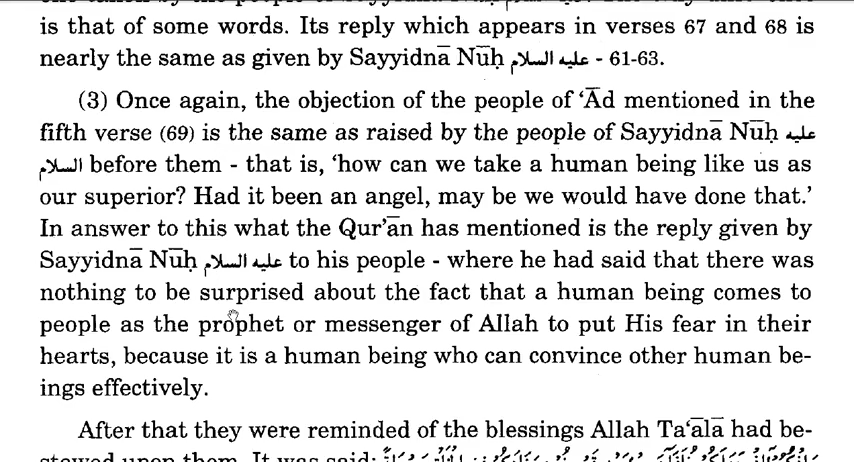 is that of some words. Its reply which appears in verses 67 and 68 is
nearly the same as given by Sayyidnā Nūḥ عليه السلام - 61-63.
(3) Once again, the objection of the people of ‘Ād mentioned in the
fifth verse (69) is the same as raised by the people of Sayyidnā Nūḥ عليه
السلام before them - that is, ‘how can we take a human being like us as
our superior? Had it been an angel, may be we would have done that.’
In answer to this what the Qur’ān has mentioned is the reply given by
Sayyidnā Nūḥ عليه السلام to his people - where he had said that there was
nothing to be surprised about the fact that a human being comes to
people as the prophet or messenger of Allah to put His fear in their
hearts, because it is a human being who can convince other human be-
ings effectively.
After that they were reminded of the blessings Allah Ta‘ālā had be-
stowed upon them. It was said: